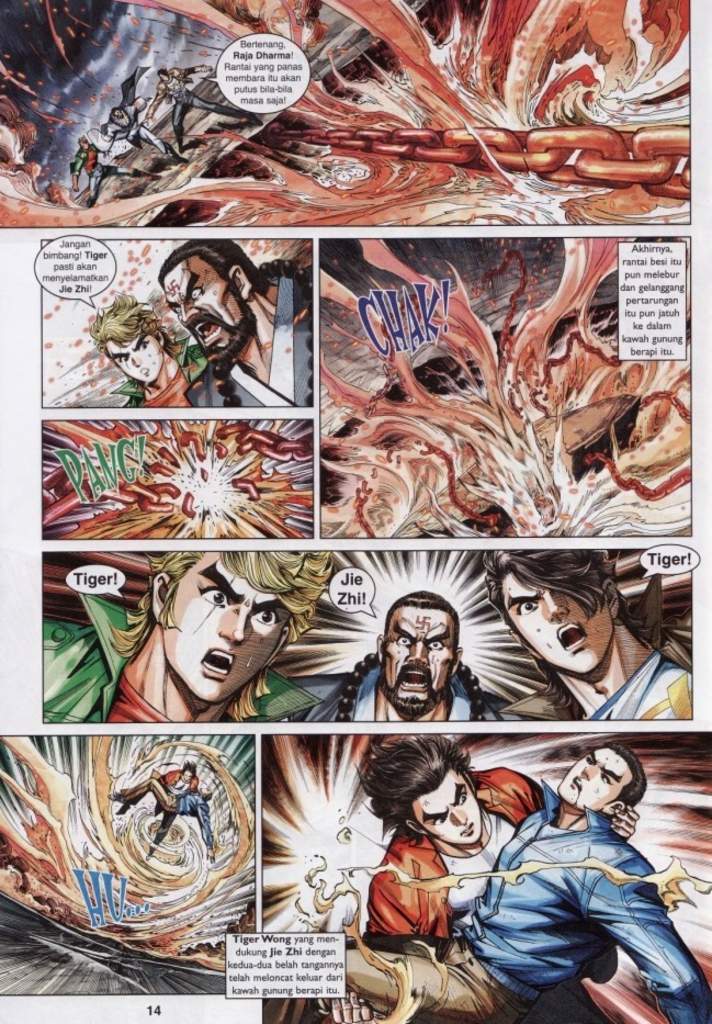 Bertenang,
Raja Dharma!
Rantai yang panas
membara itu akan
putus bila-bila
masa saja!
Jangan
bimbang! Tiger
pasti akan
menyelamatkan
Jie Zhi!
PANG!
CHAK!
Akhirnya,
rantai besi itu
pun melebur
dan gelanggang
pertarungan
itu pun jatuh
ke dalam
kawah gunung
berapi itu.
Tiger!
Jie
Zhi!
Tiger!
HU...!
Tiger Wong yang men-
dukung Jie Zhi dengan
kedua-dua belah tangannya
telah meloncat keluar dari
kawah gunung berapi itu.
14